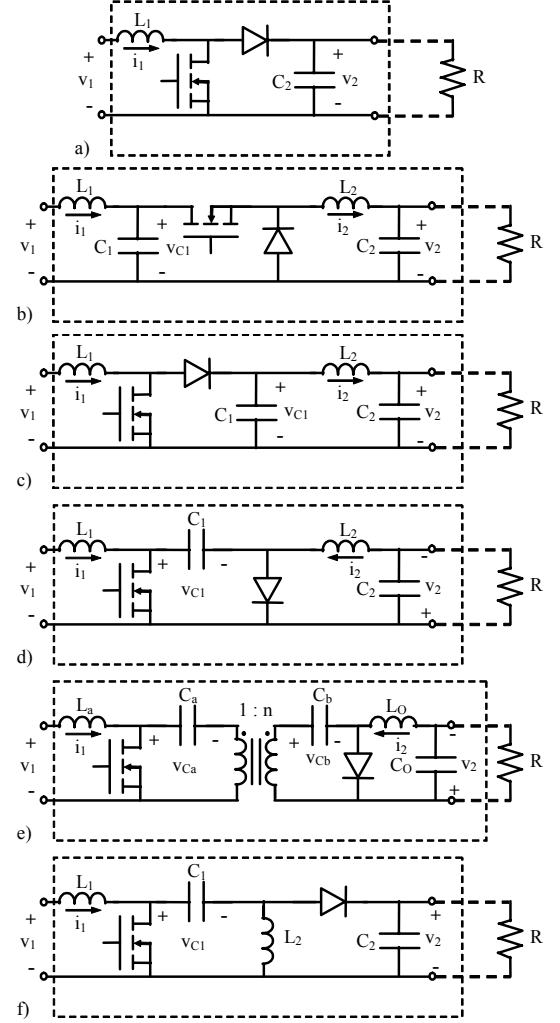 L1
+ i1 + +
v1 C2 v2 R
- -
a)
L1 L2
+ i1 + i2 +
v1 C1 vC1 C2 v2 R
- - -
b)
L1 L2
+ i1 + i2 +
v1 C1 vC1 C2 v2 R
- - -
c)
L1 C1 L2
+ i1 + - i2 -
v1 vC1 C2 v2 R
- +
d)
La Ca 1 : n Cb LO
+ i1 + - + - i2 -
v1 vCa vCb CO v2 R
- +
e)
L1 C1
+ i1 + - +
v1 vC1 L2 C2 v2 R
- -
f)